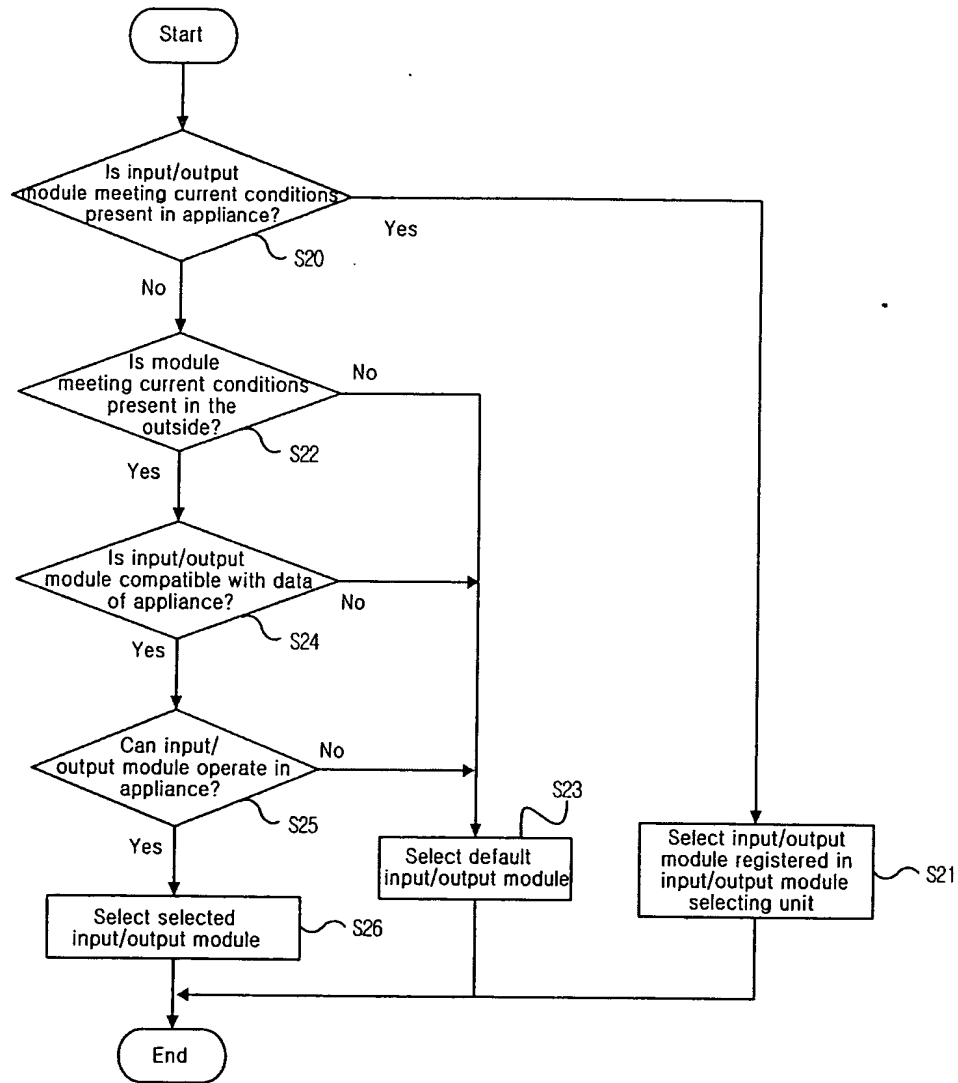 Start
Is input/output
module meeting current conditions
present in appliance?
Yes
S20
No
Is module
meeting current conditions
present in the
outside?
No
S22
Yes
Is input/output
module compatible with data
of appliance?
No
S24
Yes
Can input/
output module operate in
appliance?
No
S25
Yes
S23
Select default
input/output module
Select input/output
module registered in
input/output module
selecting unit
S21
Select selected
input/output module
S26
End